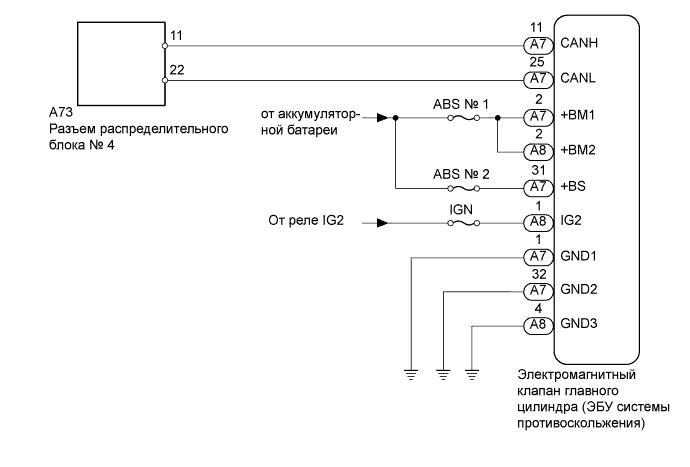 11
11
A7
CANH
22
25
A7
CANL
A73
Разъем распределительного
блока № 4
от аккумулятор-
ной батареи
ABS № 1
2
A7
+BM1
2
A8
+BM2
ABS № 2
31
A7
+BS
От реле IG2
IGN
1
A8
IG2
1
A7
GND1
32
A7
GND2
4
A8
GND3
Электромагнитный
клапан главного
цилиндра (ЭБУ системы
противоскольжения)